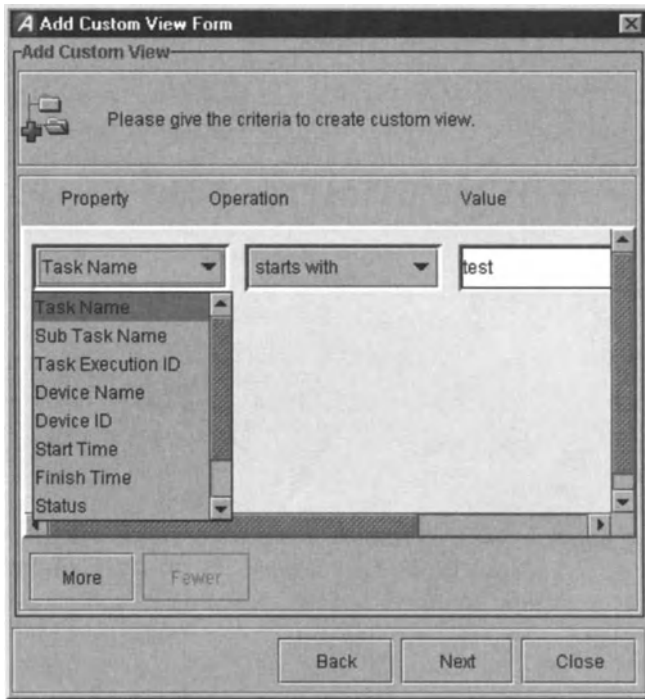 Add Custom View Form
Add Custom View
Please give the criteria to create custom view.
Property Operation Value
Task Name starts with test
Task Name
Sub Task Name
Task Execution ID
Device Name
Device ID
Start Time
Finish Time
Status
More Fewer
Back Next Close